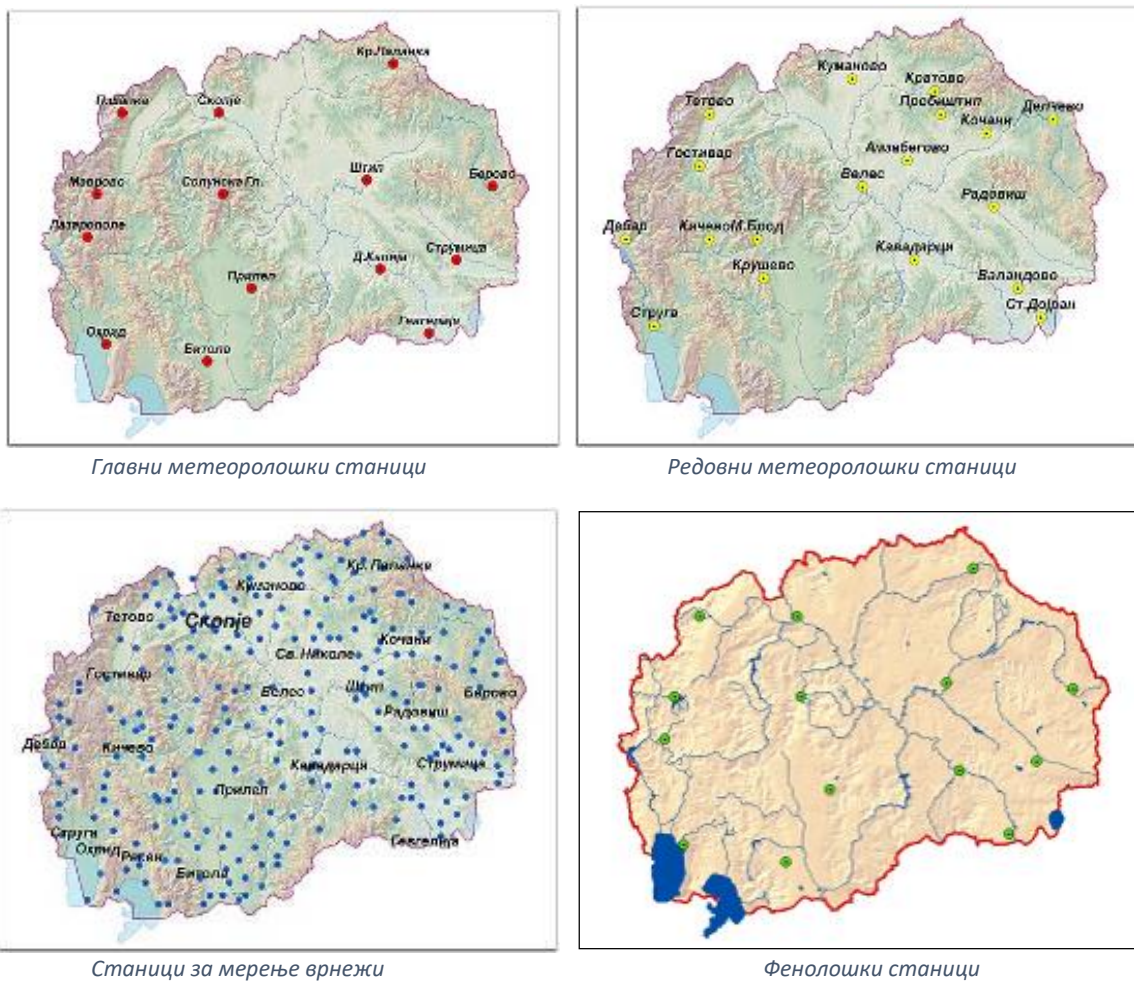 Кр.Паланка
Скопје
Штип
Маврово
Солунска Гл.
Берово
Лазарополе
Струмица
Д.Капија
Прилеп
Охрид
Битола
Главни метеоролошки станици
Куманово
Кратово
Тетово
Пробиштип
Делчево
Кочани
Гостивар
Амзибегово
Велес
Радовиш
Дебар
Кичево М.Брод
Кавадарци
Крушево
Валандово
Ст.Дојран
Струга
Редовни метеоролошки станици
Кр. Паланка
Куманово
Тетово
Скопје
Кочани
Св. Николе
Гостивар
Велес
Штип
Берово
Радовиш
Дебар
Кичево
Кавадарци
Струмица
Прилеп
Струга
Охрид
Ресен
Гевгелија
Битола
Станици за мерење врнежи
Фенолошки станици